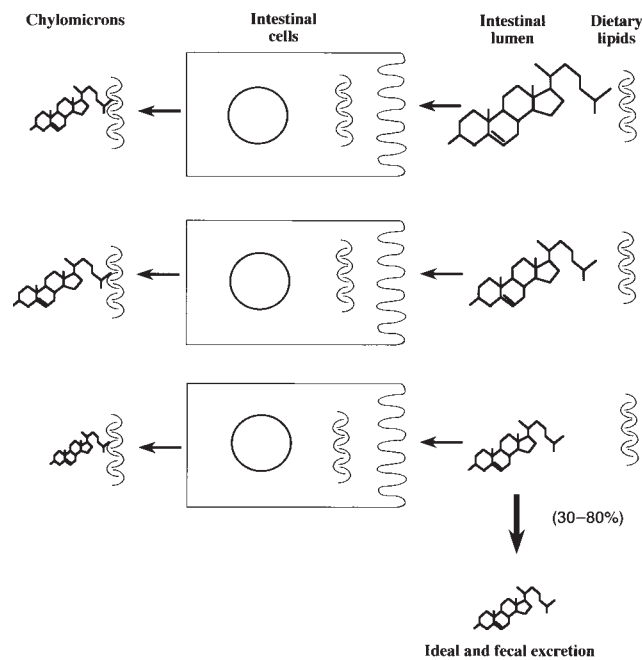 Chylomicrons
Intestinal
cells
Intestinal
lumen
Dietary
lipids
(30–80%)
Ideal and fecal excretion